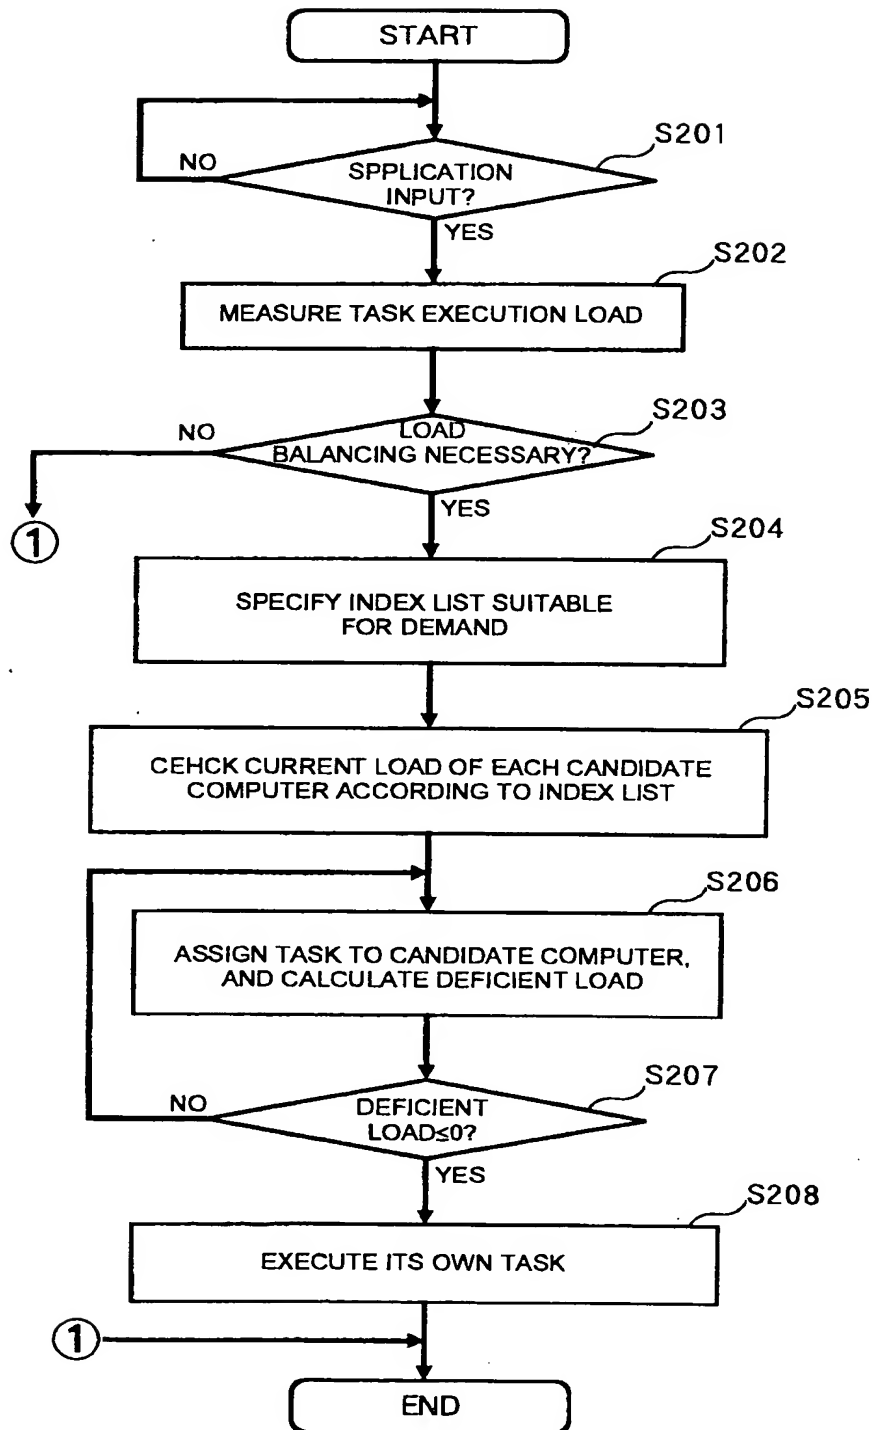 START
S201
NO
SPPLICATION
INPUT?
YES
S202
MEASURE TASK EXECUTION LOAD
S203
NO
LOAD
BALANCING NECESSARY?
YES
①
S204
SPECIFY INDEX LIST SUITABLE
FOR DEMAND
S205
CEHCK CURRENT LOAD OF EACH CANDIDATE
COMPUTER ACCORDING TO INDEX LIST
S206
ASSIGN TASK TO CANDIDATE COMPUTER,
AND CALCULATE DEFICIENT LOAD
S207
NO
DEFICIENT
LOAD≤0?
YES
S208
EXECUTE ITS OWN TASK
①
END